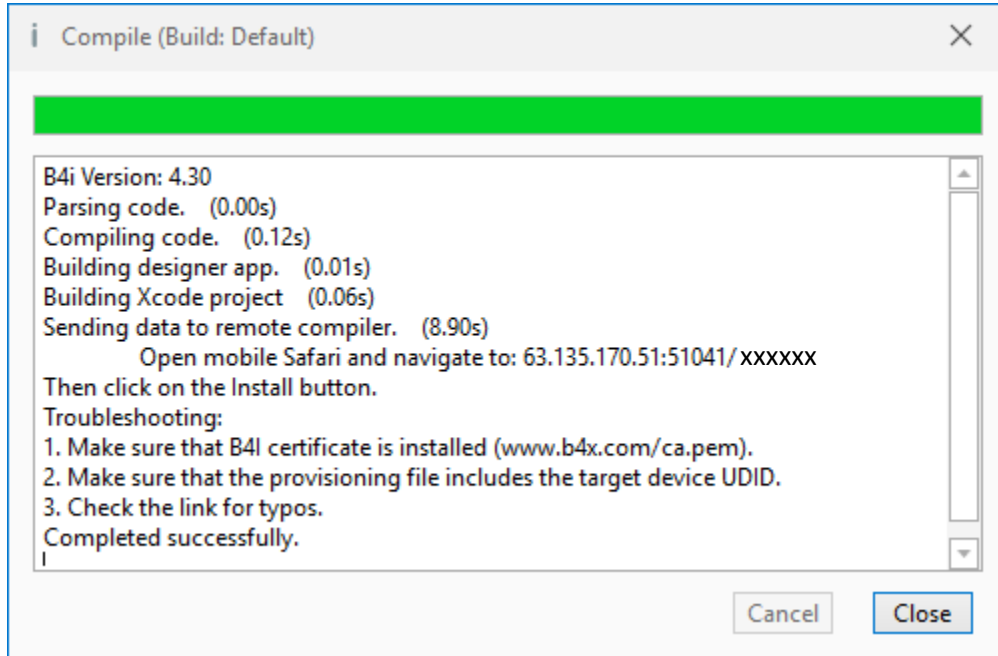 i Compile (Build: Default)
B4i Version: 4.30
Parsing code. (0.00s)
Compiling code. (0.12s)
Building designer app. (0.01s)
Building Xcode project (0.06s)
Sending data to remote compiler. (8.90s)
Open mobile Safari and navigate to: 63.135.170.51:51041/ xxxxxx
Then click on the Install button.
Troubleshooting:
1. Make sure that B4I certificate is installed (www.b4x.com/ca.pem).
2. Make sure that the provisioning file includes the target device UDID.
3. Check the link for typos.
Completed successfully.
Cancel Close